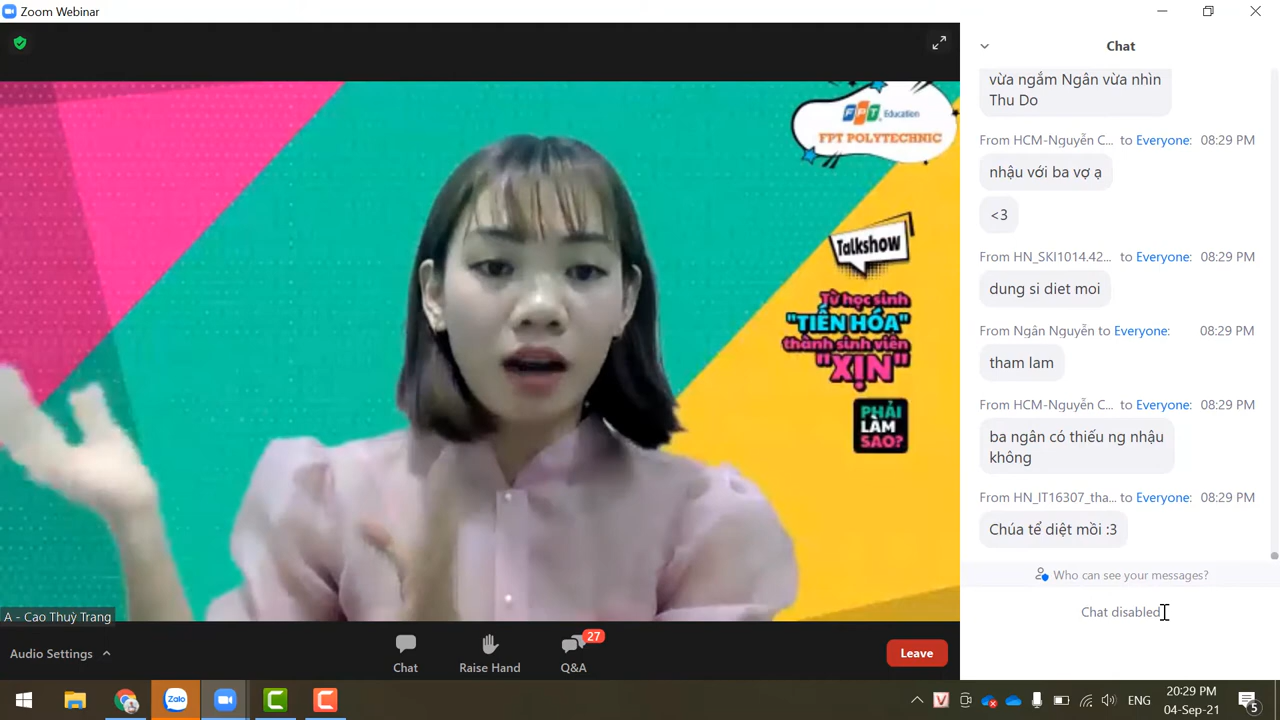 Zoom Webinar
FPT Education
FPT POLYTECHNIC
Talkshow
Từ học sinh
"TIẾN HÓA"
thành sinh viên
"XỊN"
PHẢI
LÀM
SAO?
A - Cao Thuỳ Trang
Chat
vừa ngắm Ngân vừa nhìn
Thu Do
From HCM-Nguyễn C... to Everyone: 08:29 PM
nhậu với ba vợ ạ
<3
From HN_SKI1014.42... to Everyone: 08:29 PM
dung si diet moi
From Ngân Nguyễn to Everyone: 08:29 PM
tham lam
From HCM-Nguyễn C... to Everyone: 08:29 PM
ba ngân có thiếu ng nhậu
không
From HN_IT16307_tha... to Everyone: 08:29 PM
Chúa tể diệt mồi :3
Who can see your messages?
Chat disabled
Audio Settings
Chat
Raise Hand
27
Q&A
Leave
Zalo
ENG
20:29 PM
04-Sep-21
5